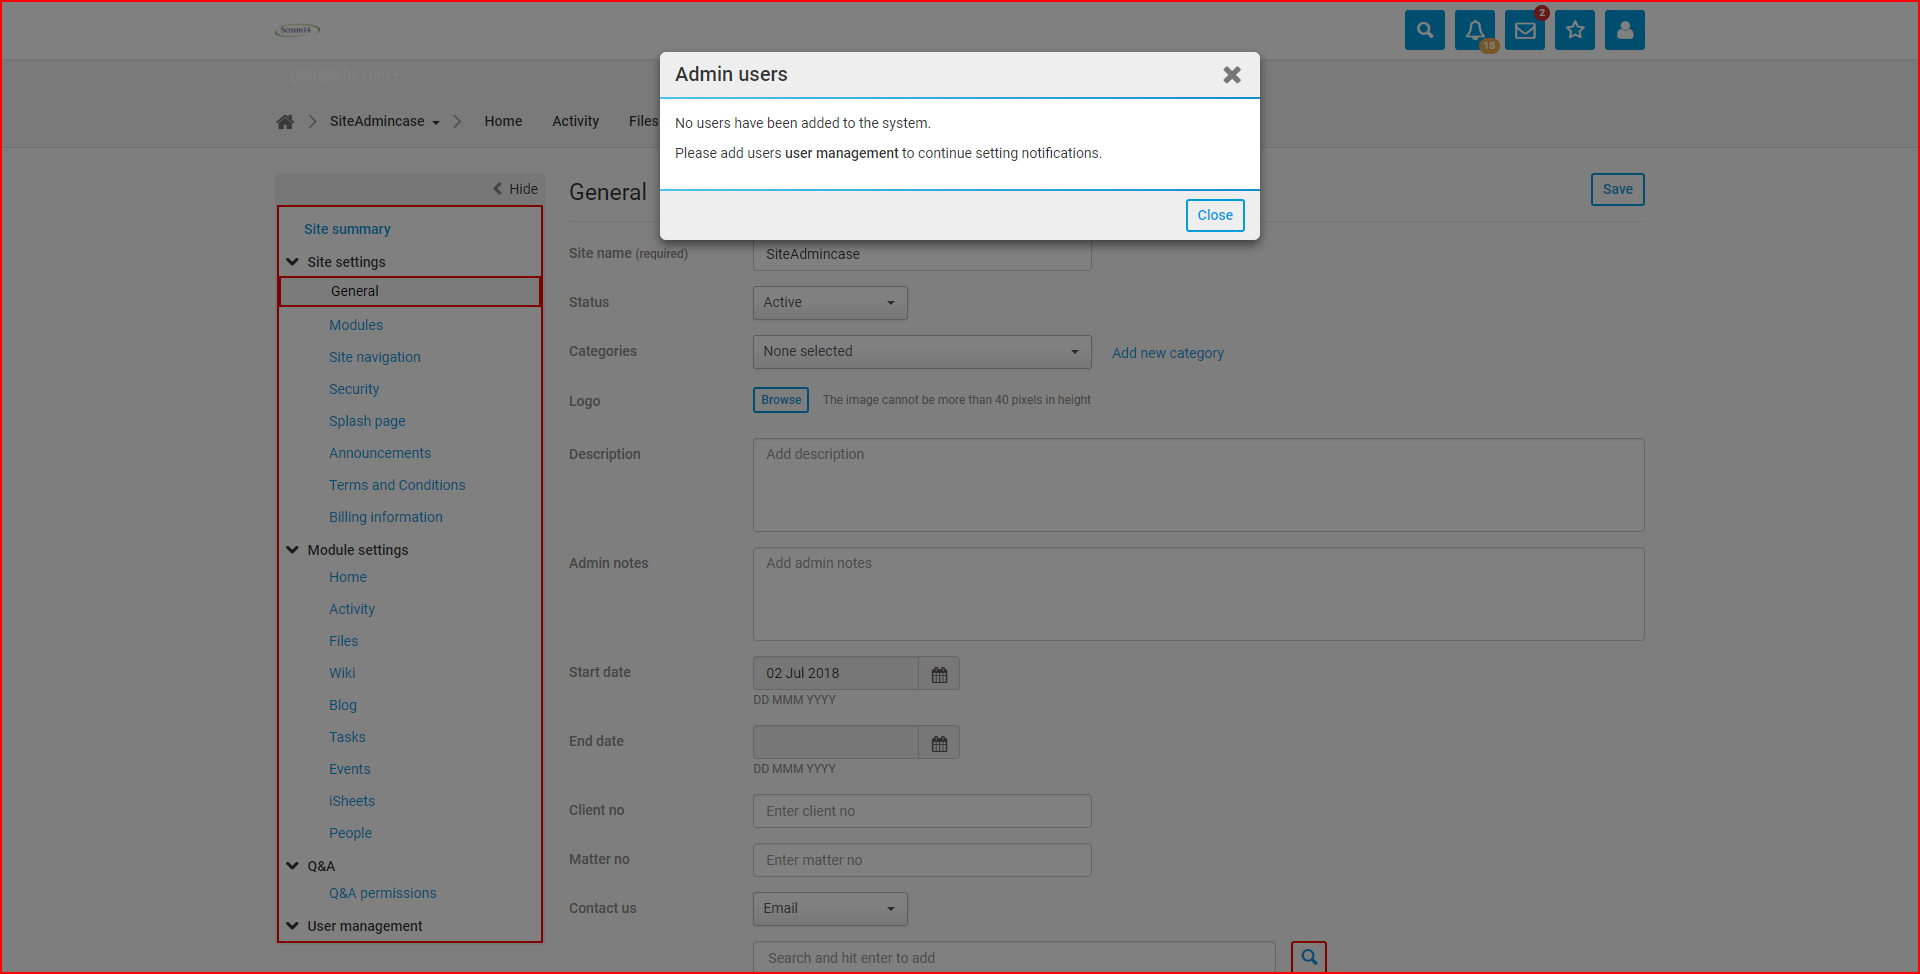 Scrum14
15
2
gdpr@gdpr.com
SiteAdmincase
Home
Activity
Files
Admin users
No users have been added to the system.
Please add users user management to continue setting notifications.
Close
Hide
Site summary
Site settings
General
Modules
Site navigation
Security
Splash page
Announcements
Terms and Conditions
Billing information
Module settings
Home
Activity
Files
Wiki
Blog
Tasks
Events
iSheets
People
Q&A
Q&A permissions
User management
General
Save
Site name (required)
SiteAdmincase
Status
Active
Categories
None selected
Add new category
Logo
Browse
The image cannot be more than 40 pixels in height
Description
Add description
Admin notes
Add admin notes
Start date
02 Jul 2018
DD MMM YYYY
End date
DD MMM YYYY
Client no
Enter client no
Matter no
Enter matter no
Contact us
Email
Search and hit enter to add